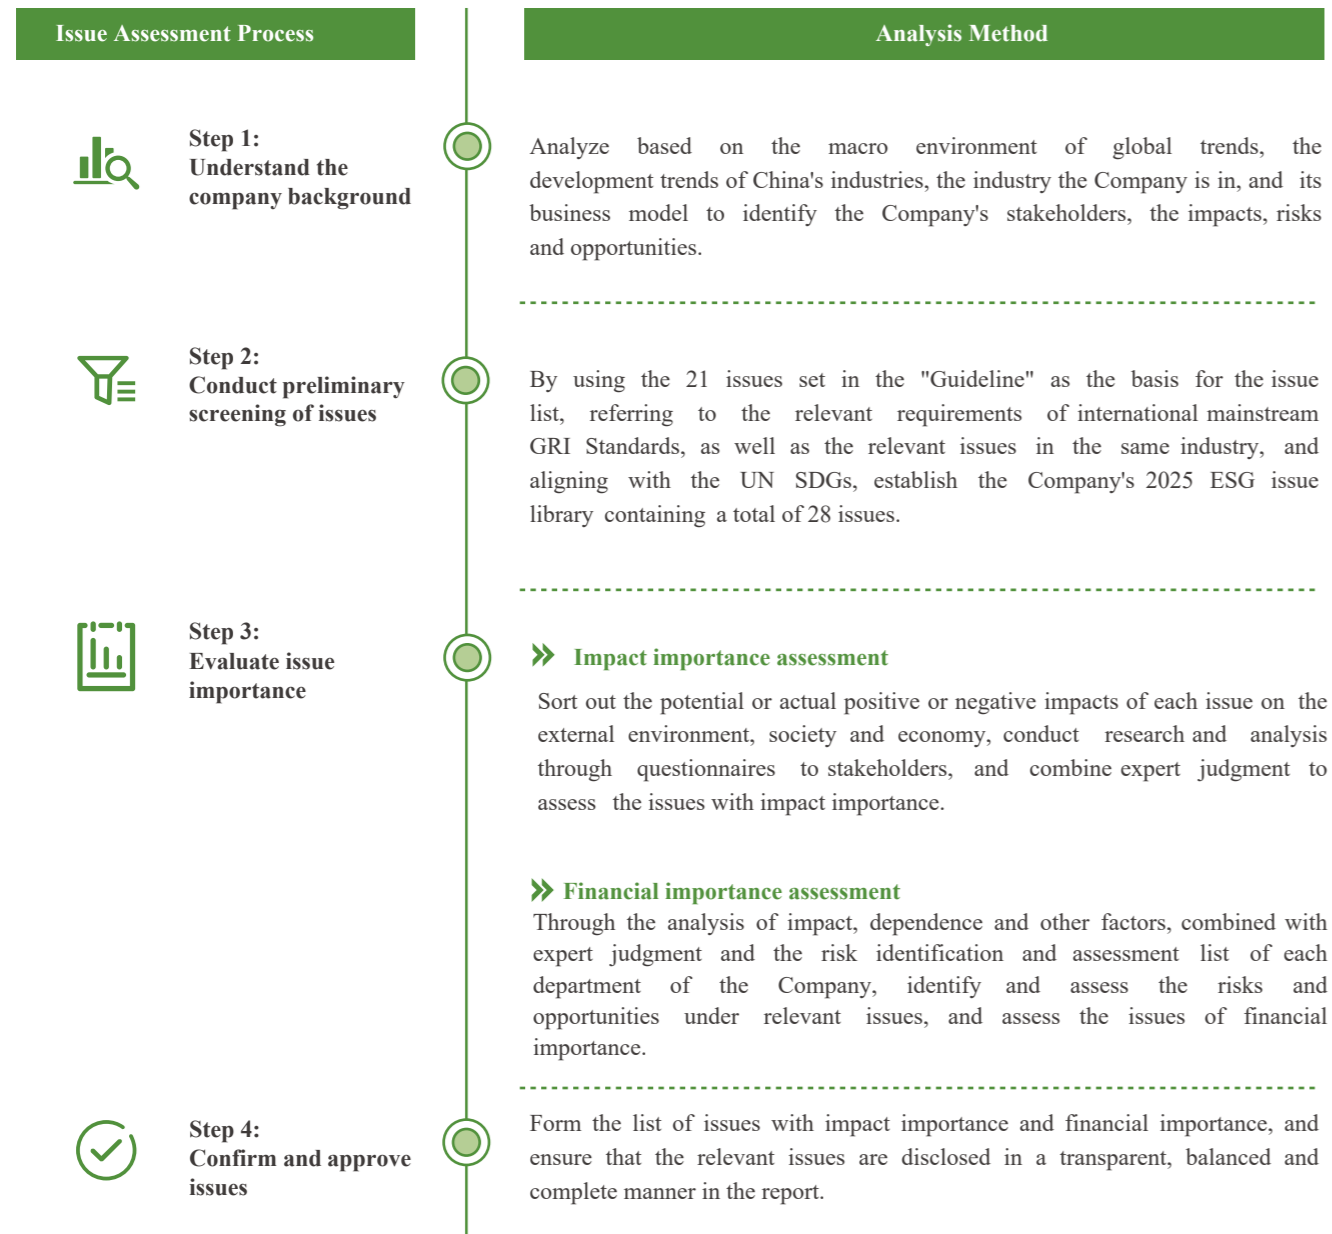 Issue Assessment Process
Analysis Method
Step 1:
Understand the
company background
Analyze based on the macro environment of global trends, the
development trends of China's industries, the industry the Company is in, and its
business model to identify the Company's stakeholders, the impacts, risks
and opportunities.
Step 2:
Conduct preliminary
screening of issues
By using the 21 issues set in the "Guideline" as the basis for the issue
list, referring to the relevant requirements of international mainstream
GRI Standards, as well as the relevant issues in the same industry, and
aligning with the UN SDGs, establish the Company's 2025 ESG issue
library containing a total of 28 issues.
Step 3:
Evaluate issue
importance
Impact importance assessment
Sort out the potential or actual positive or negative impacts of each issue on the
external environment, society and economy, conduct research and analysis
through questionnaires to stakeholders, and combine expert judgment to
assess the issues with impact importance.
Financial importance assessment
Through the analysis of impact, dependence and other factors, combined with
expert judgment and the risk identification and assessment list of each
department of the Company, identify and assess the risks and
opportunities under relevant issues, and assess the issues of financial
importance.
Step 4:
Confirm and approve
issues
Form the list of issues with impact importance and financial importance, and
ensure that the relevant issues are disclosed in a transparent, balanced and
complete manner in the report.